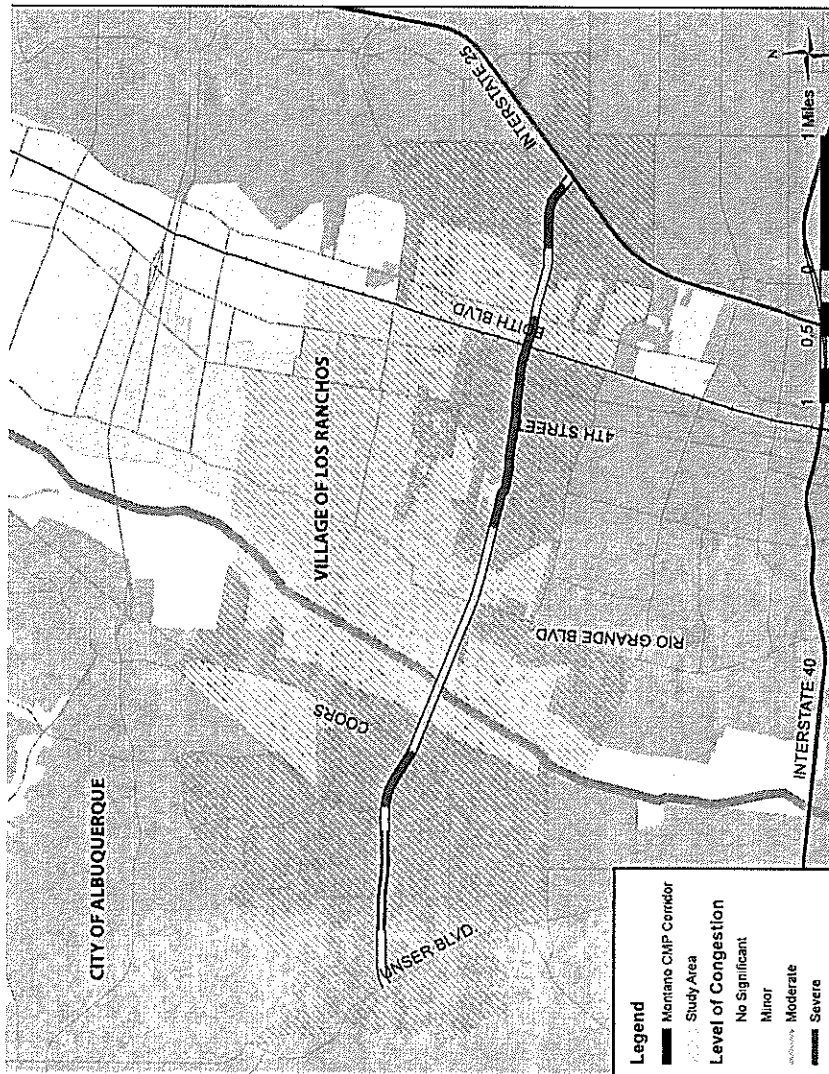 CITY OF ALBUQUERQUE
VILLAGE OF LOS RANCHOS
INTERSTATE 25
EDITH BLVD.
4TH STREET
RIO GRANDE BLVD
COORS
UNSER BLVD.
INTERSTATE 40
N
1 0.5 0 1 Miles
Legend
Montano CMP Corridor
Study Area
Level of Congestion
No Significant
Minor
Moderate
Severe